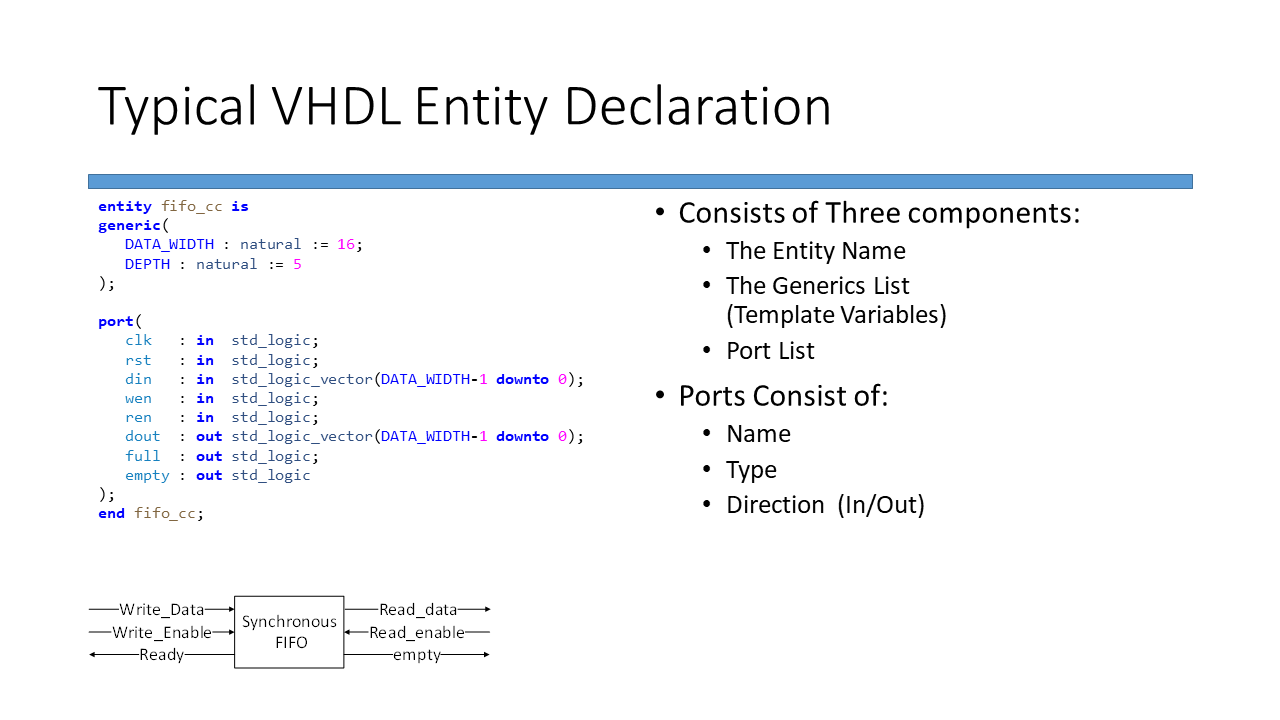 Typical VHDL Entity Declaration
entity fifo_cc is
generic(
   DATA_WIDTH : natural := 16;
   DEPTH : natural := 5
);
port(
   clk   : in  std_logic;
   rst   : in  std_logic;
   din   : in  std_logic_vector(DATA_WIDTH-1 downto 0);
   wen   : in  std_logic;
   ren   : in  std_logic;
   dout  : out std_logic_vector(DATA_WIDTH-1 downto 0);
   full  : out std_logic;
   empty : out std_logic
);
end fifo_cc;
• Consists of Three components:
• The Entity Name
• The Generics List
(Template Variables)
• Port List
• Ports Consist of:
• Name
• Type
• Direction  (In/Out)
Write_Data
Write_Enable
Ready
Synchronous
FIFO
Read_data
Read_enable
empty